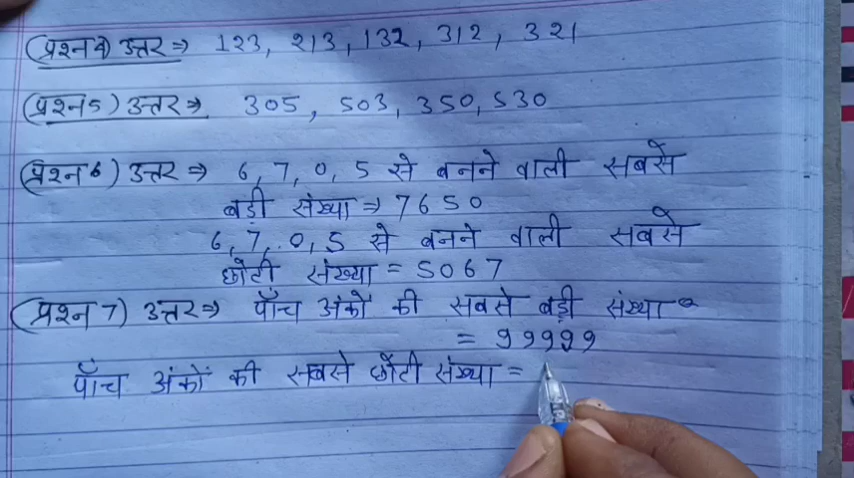 (प्रश्न4) उत्तर ⇒ 123, 213, 132, 312, 321
(प्रश्न5) उत्तर ⇒ 305, 503, 350, 530
(प्रश्न6) उत्तर ⇒ 6, 7, 0, 5 से बनने वाली सबसे
बड़ी संख्या ⇒ 7650
6, 7, 0, 5 से बनने वाली सबसे
छोटी संख्या = 5067
(प्रश्न 7) उत्तर ⇒ पाँच अंकों की सबसे बड़ी संख्या
= 99999
पाँच अंकों की सबसे छोटी संख्या =